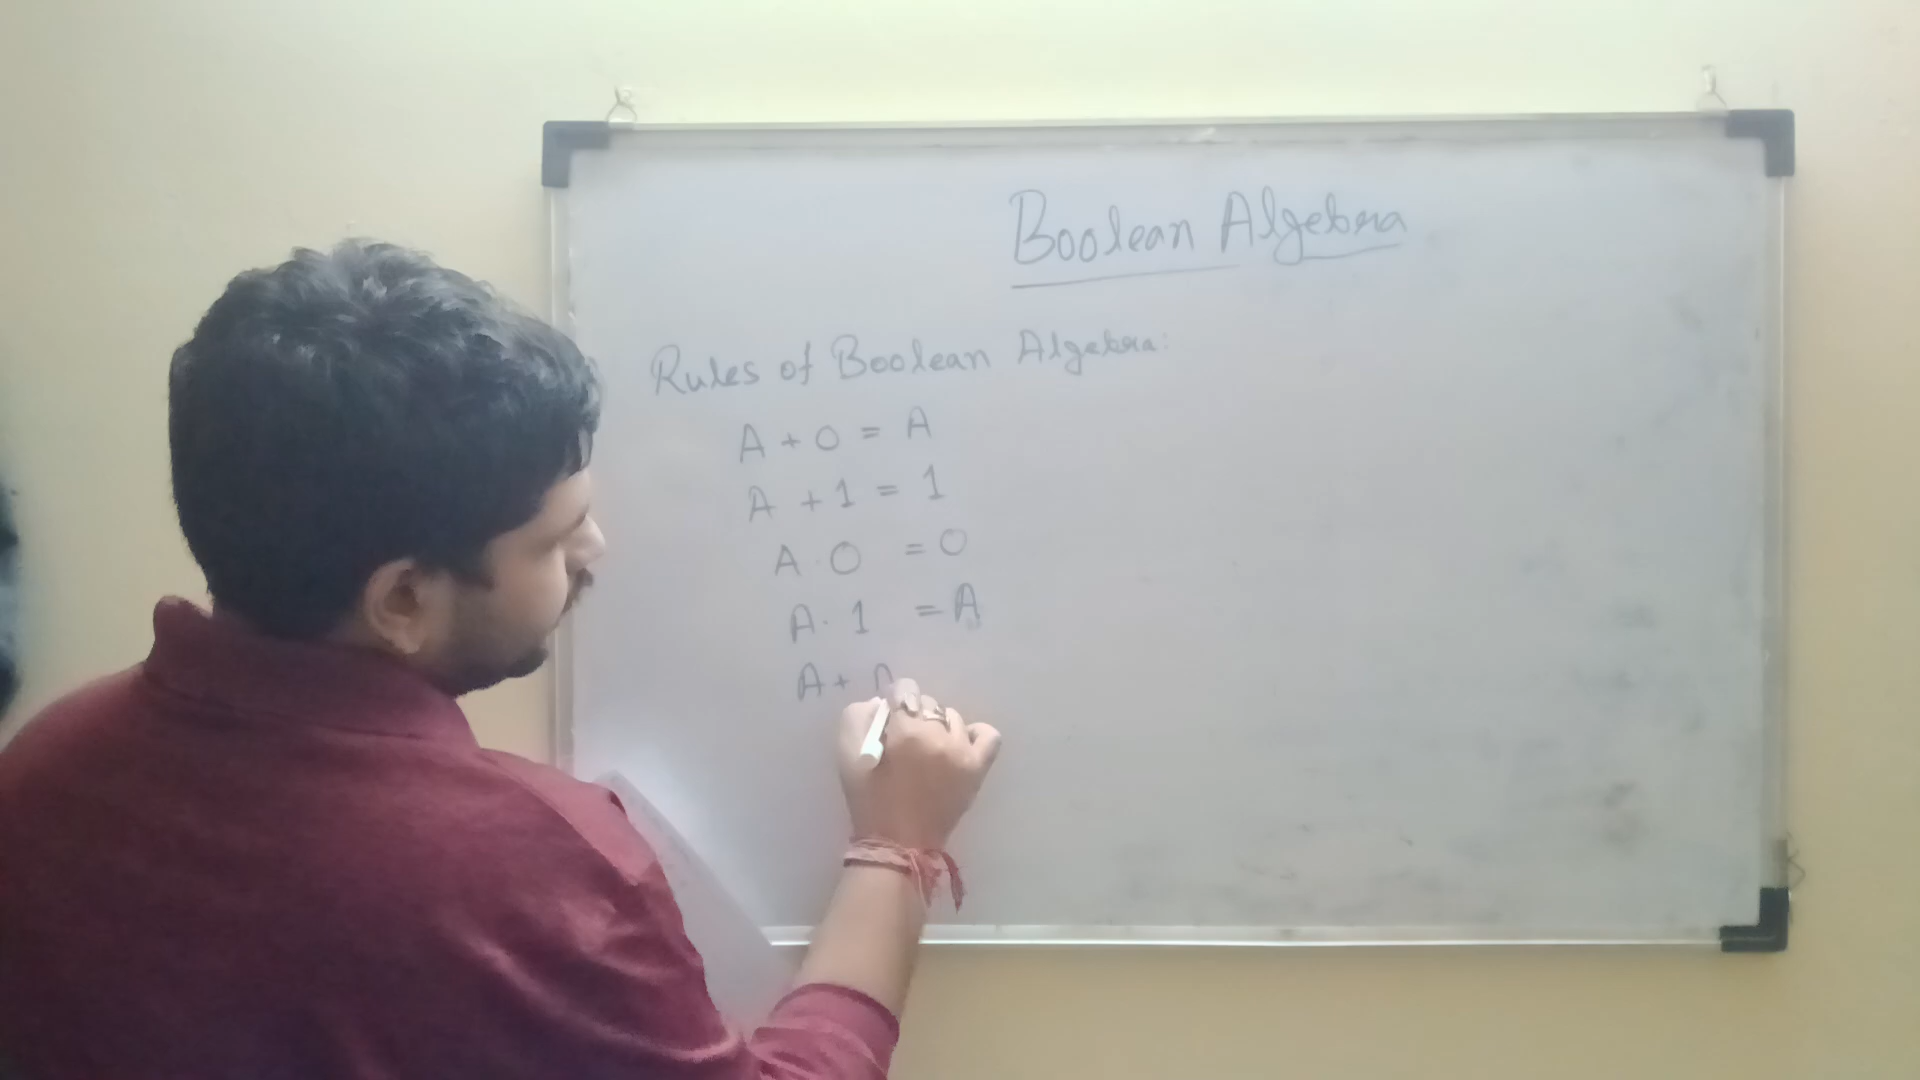 Boolean Algebra
Rules of Boolean Algebra:
A + 0 = A
A + 1 = 1
A · 0 = 0
A · 1 = A
A + A